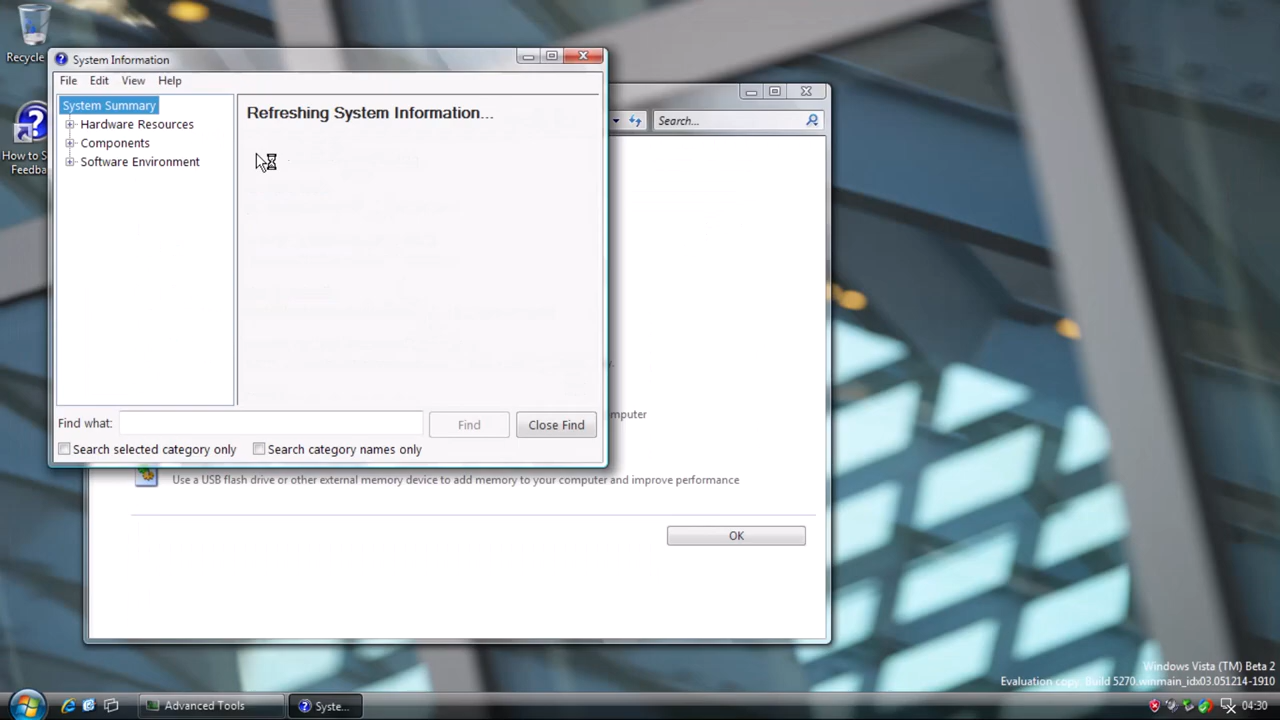 Recycle
How to S
Feedba
System Information
File Edit View Help
System Summary
Hardware Resources
Components
Software Environment
Refreshing System Information...
Find what:
Find
Close Find
Search selected category only
Search category names only
Search...
mputer
Use a USB flash drive or other external memory device to add memory to your computer and improve performance
OK
Windows Vista (TM) Beta 2
Evaluation copy. Build 5270.winmain_idx03.051214-1910
Advanced Tools
Syste...
04:30